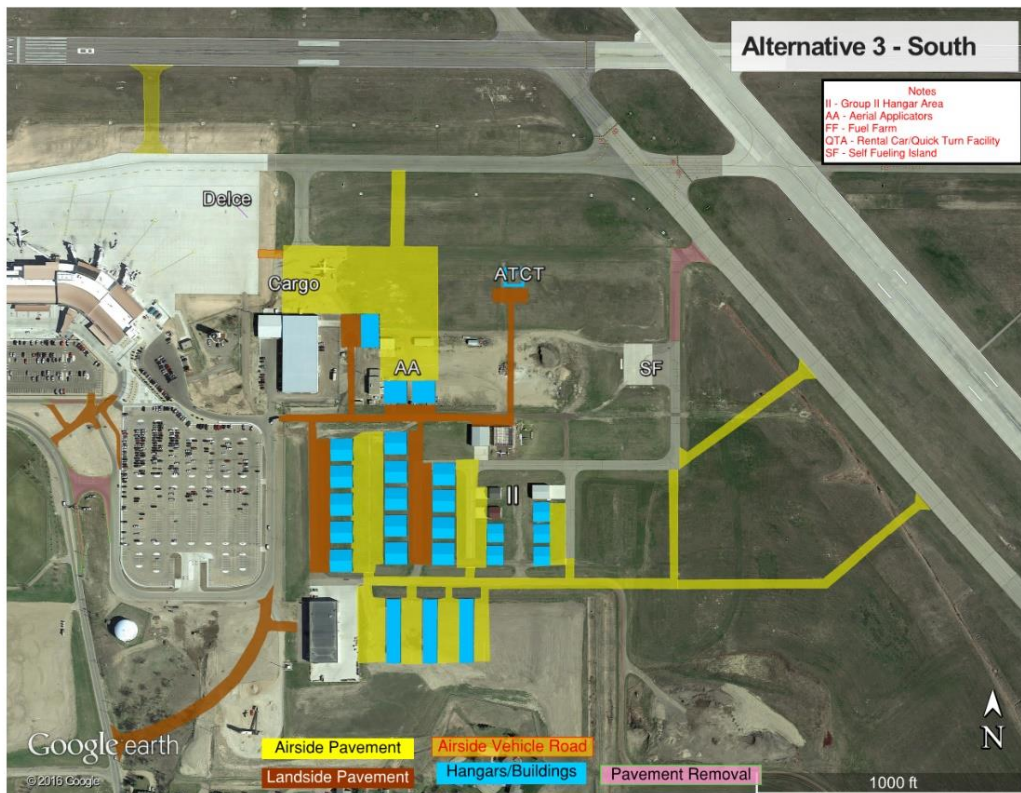 Alternative 3 - South
Notes
II - Group II Hangar Area
AA - Aerial Applicators
FF - Fuel Farm
QTA - Rental Car/Quick Turn Facility
SF - Self Fueling Island
DeIce
Cargo
ATCT
AA
SF
II
N
Google earth
© 2016 Google
Airside Pavement
Airside Vehicle Road
Landside Pavement
Hangars/Buildings
Pavement Removal
1000 ft